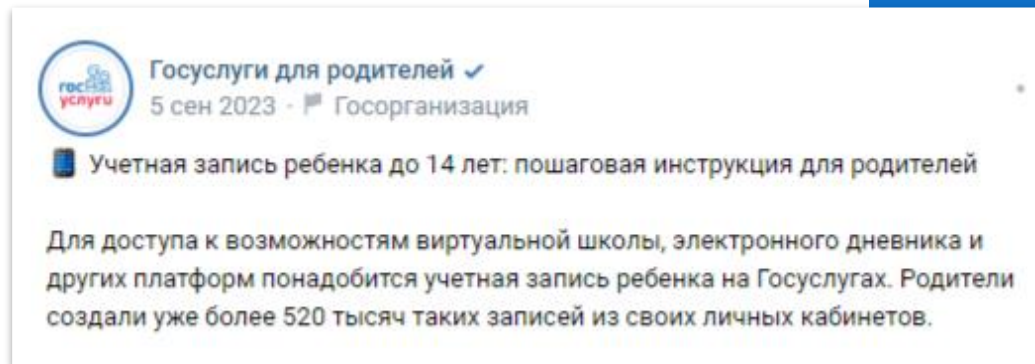 гос
услуги
Госуслуги для родителей
5 сен 2023 · Госорганизация
Учетная запись ребенка до 14 лет: пошаговая инструкция для родителей
Для доступа к возможностям виртуальной школы, электронного дневника и
других платформ понадобится учетная запись ребенка на Госуслугах. Родители
создали уже более 520 тысяч таких записей из своих личных кабинетов.